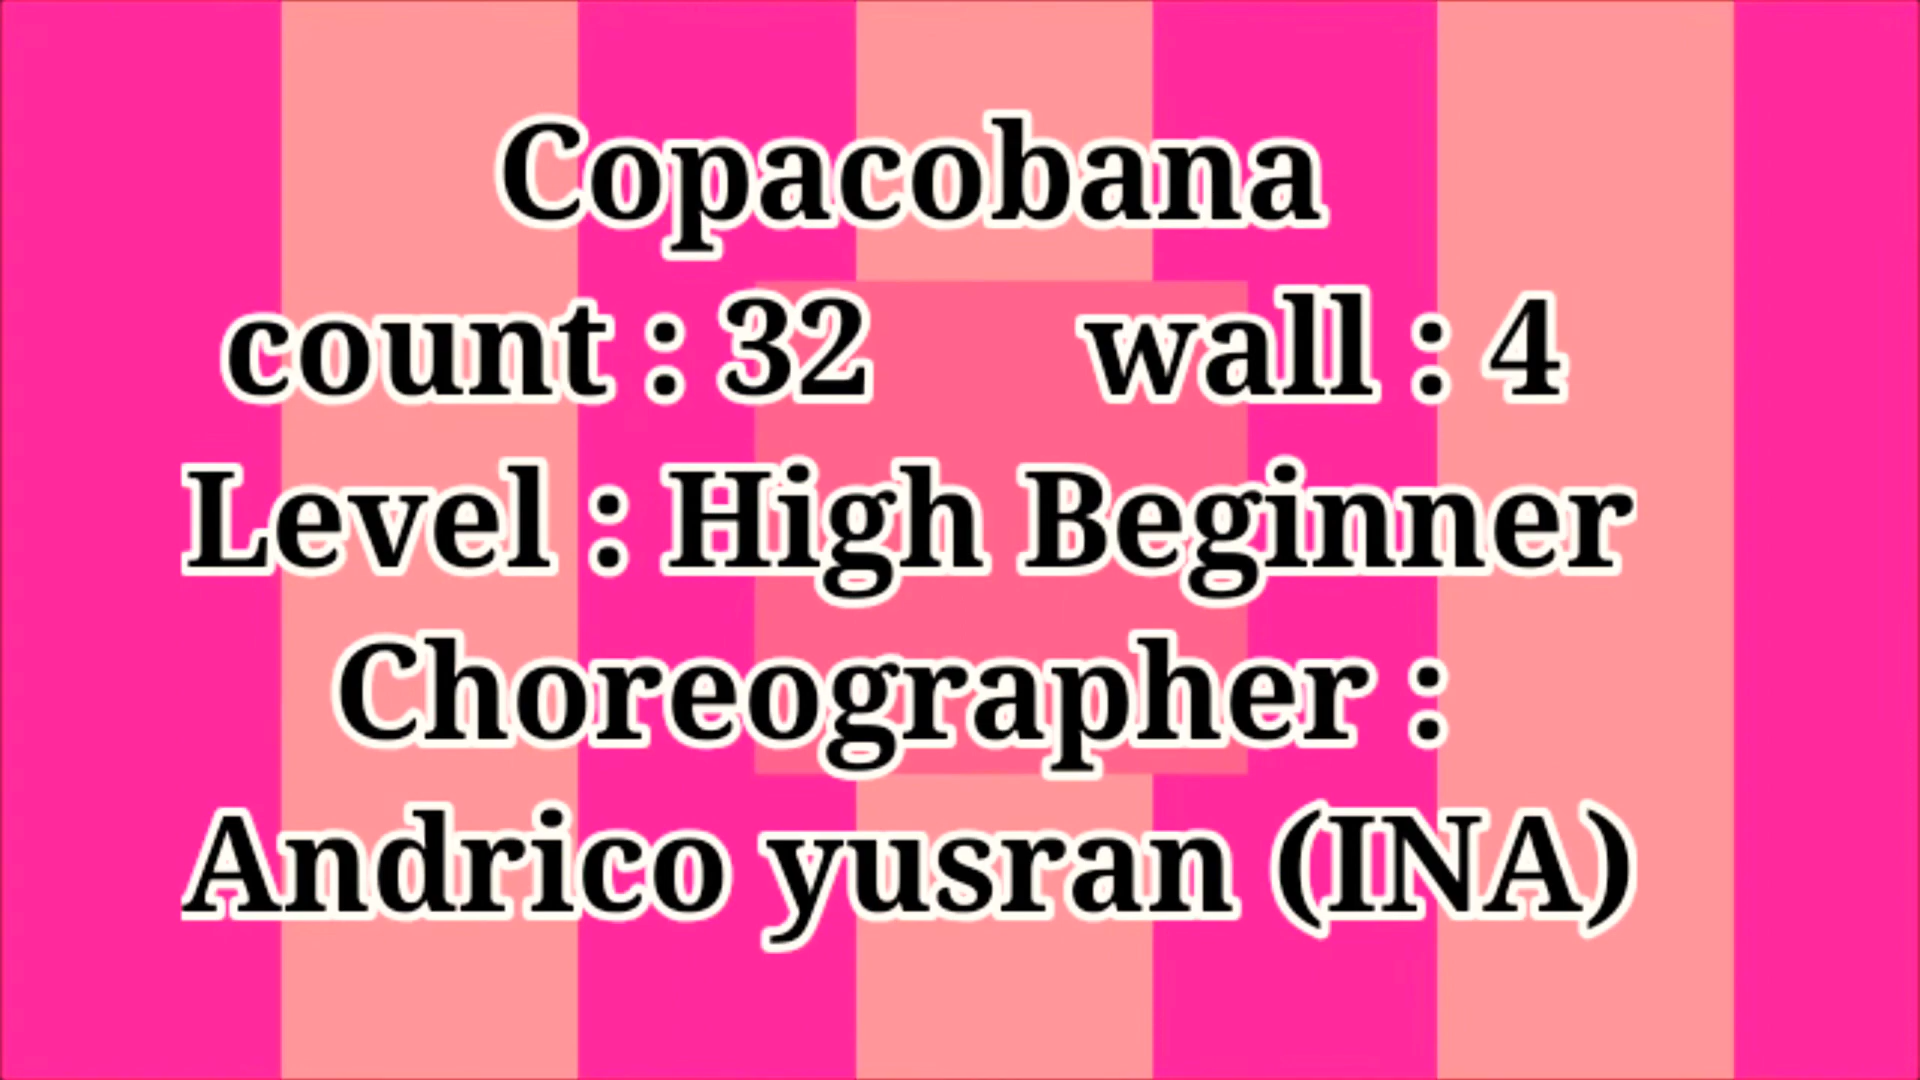 Copacobana
count : 32 wall : 4
Level : High Beginner
Choreographer :
Andrico yusran (INA)